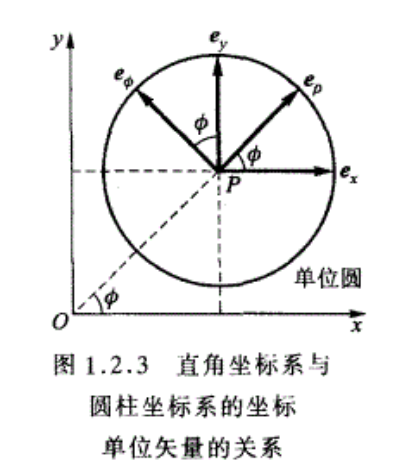 y
e_y
e_ϕ
e_ρ
ϕ
ϕ
P
e_x
单位圆
ϕ
O
x
图 1.2.3 直角坐标系与
圆柱坐标系的坐标
单位矢量的关系